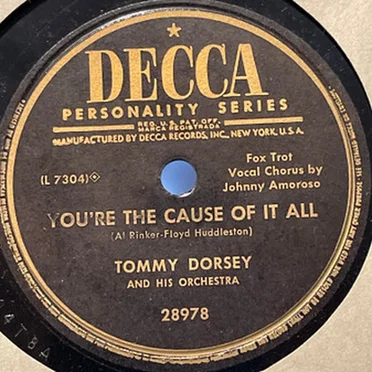 DECCA
PERSONALITY SERIES
REG. U.S. PAT. OFF.
MARCA REGISTRADA
MANUFACTURED BY DECCA RECORDS, INC., NEW YORK, U.S.A.
Fox Trot
Vocal Chorus by
Johnny Amoroso
(L 7304)
YOU'RE THE CAUSE OF IT ALL
(Al Rinker-Floyd Huddleston)
TOMMY DORSEY
AND HIS ORCHESTRA
28978